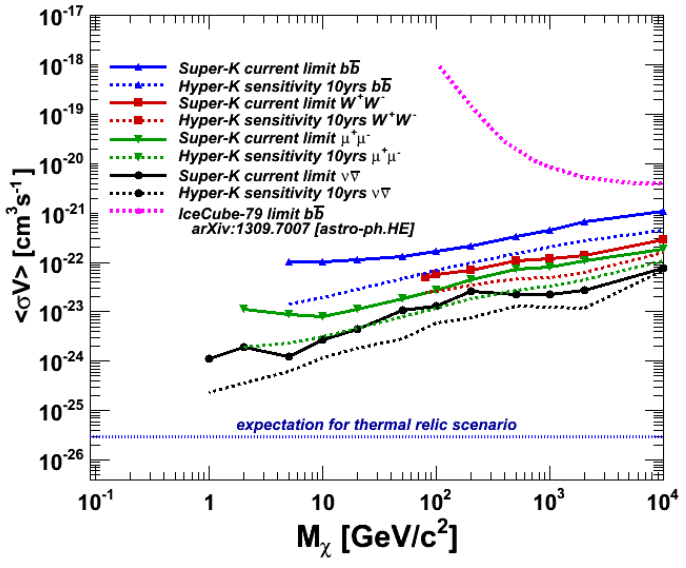 10⁻¹⁷
10⁻¹⁸
10⁻¹⁹
10⁻²⁰
10⁻²¹
10⁻²²
10⁻²³
10⁻²⁴
10⁻²⁵
10⁻²⁶
<σV> [cm³s⁻¹]
Super-K current limit bb̅
Hyper-K sensitivity 10yrs bb̅
Super-K current limit W⁺W⁻
Hyper-K sensitivity 10yrs W⁺W⁻
Super-K current limit μ⁺μ⁻
Hyper-K sensitivity 10yrs μ⁺μ⁻
Super-K current limit νν̅
Hyper-K sensitivity 10yrs νν̅
IceCube-79 limit bb̅
arXiv:1309.7007 [astro-ph.HE]
expectation for thermal relic scenario
10⁻¹ 1 10 10² 10³ 10⁴
Mχ [GeV/c²]